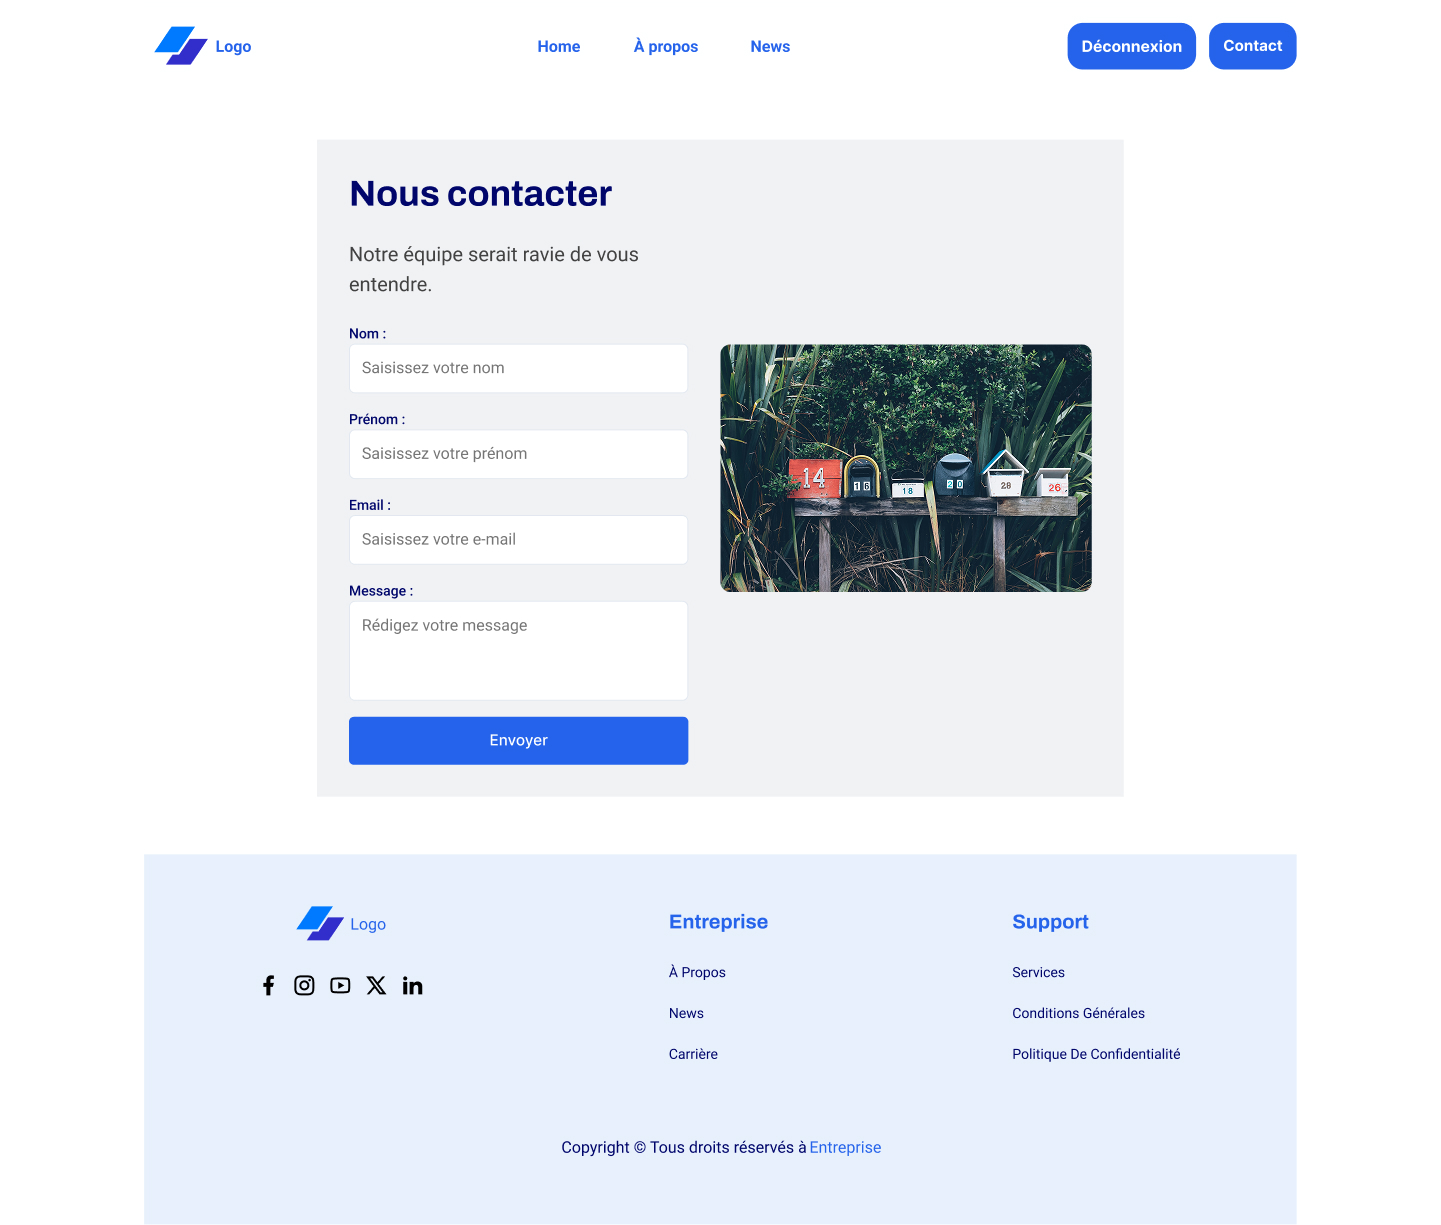 Logo
Home
À propos
News
Déconnexion
Contact
Nous contacter
Notre équipe serait ravie de vous
entendre.
Nom :
Saisissez votre nom
Prénom :
Saisissez votre prénom
Email :
Saisissez votre e-mail
Message :
Rédigez votre message
Envoyer
14
16
18
20
28
26
Logo
Entreprise
À Propos
News
Carrière
Support
Services
Conditions Générales
Politique De Confidentialité
Copyright © Tous droits réservés à Entreprise